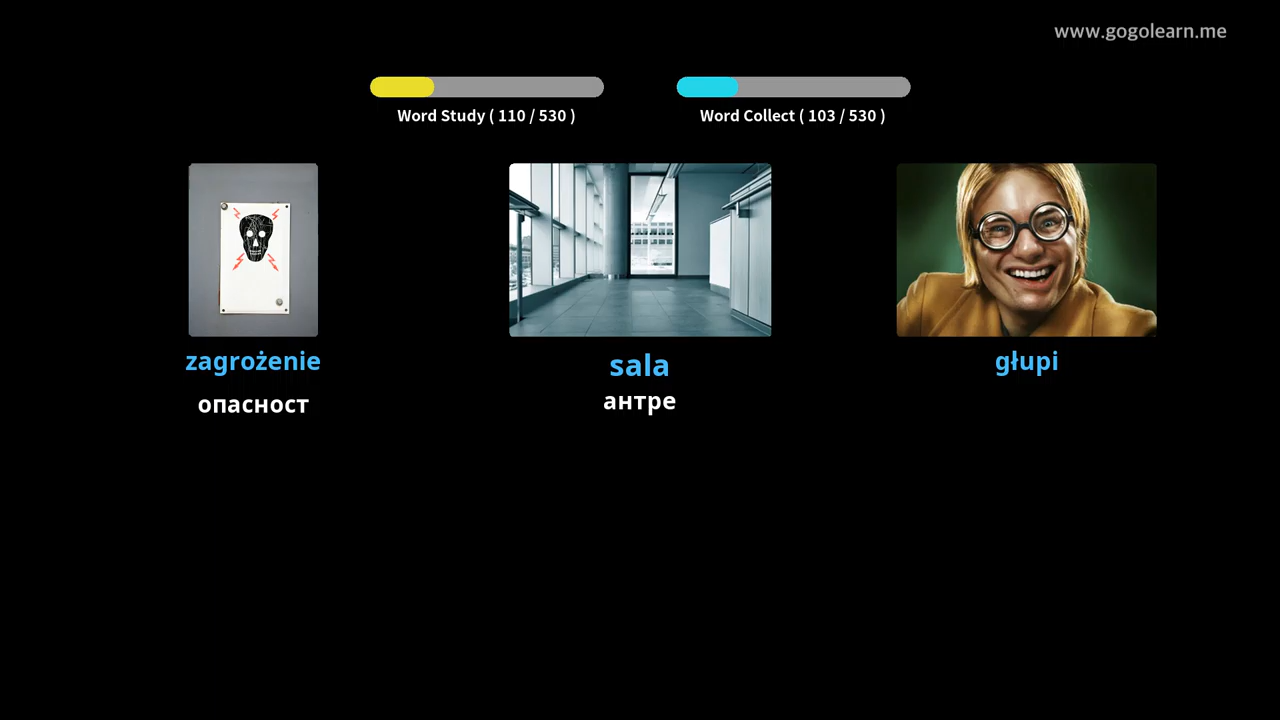 www.gogolearn.me
Word Study ( 110 / 530 )
Word Collect ( 103 / 530 )
zagrożenie
опасност
sala
антре
głupi